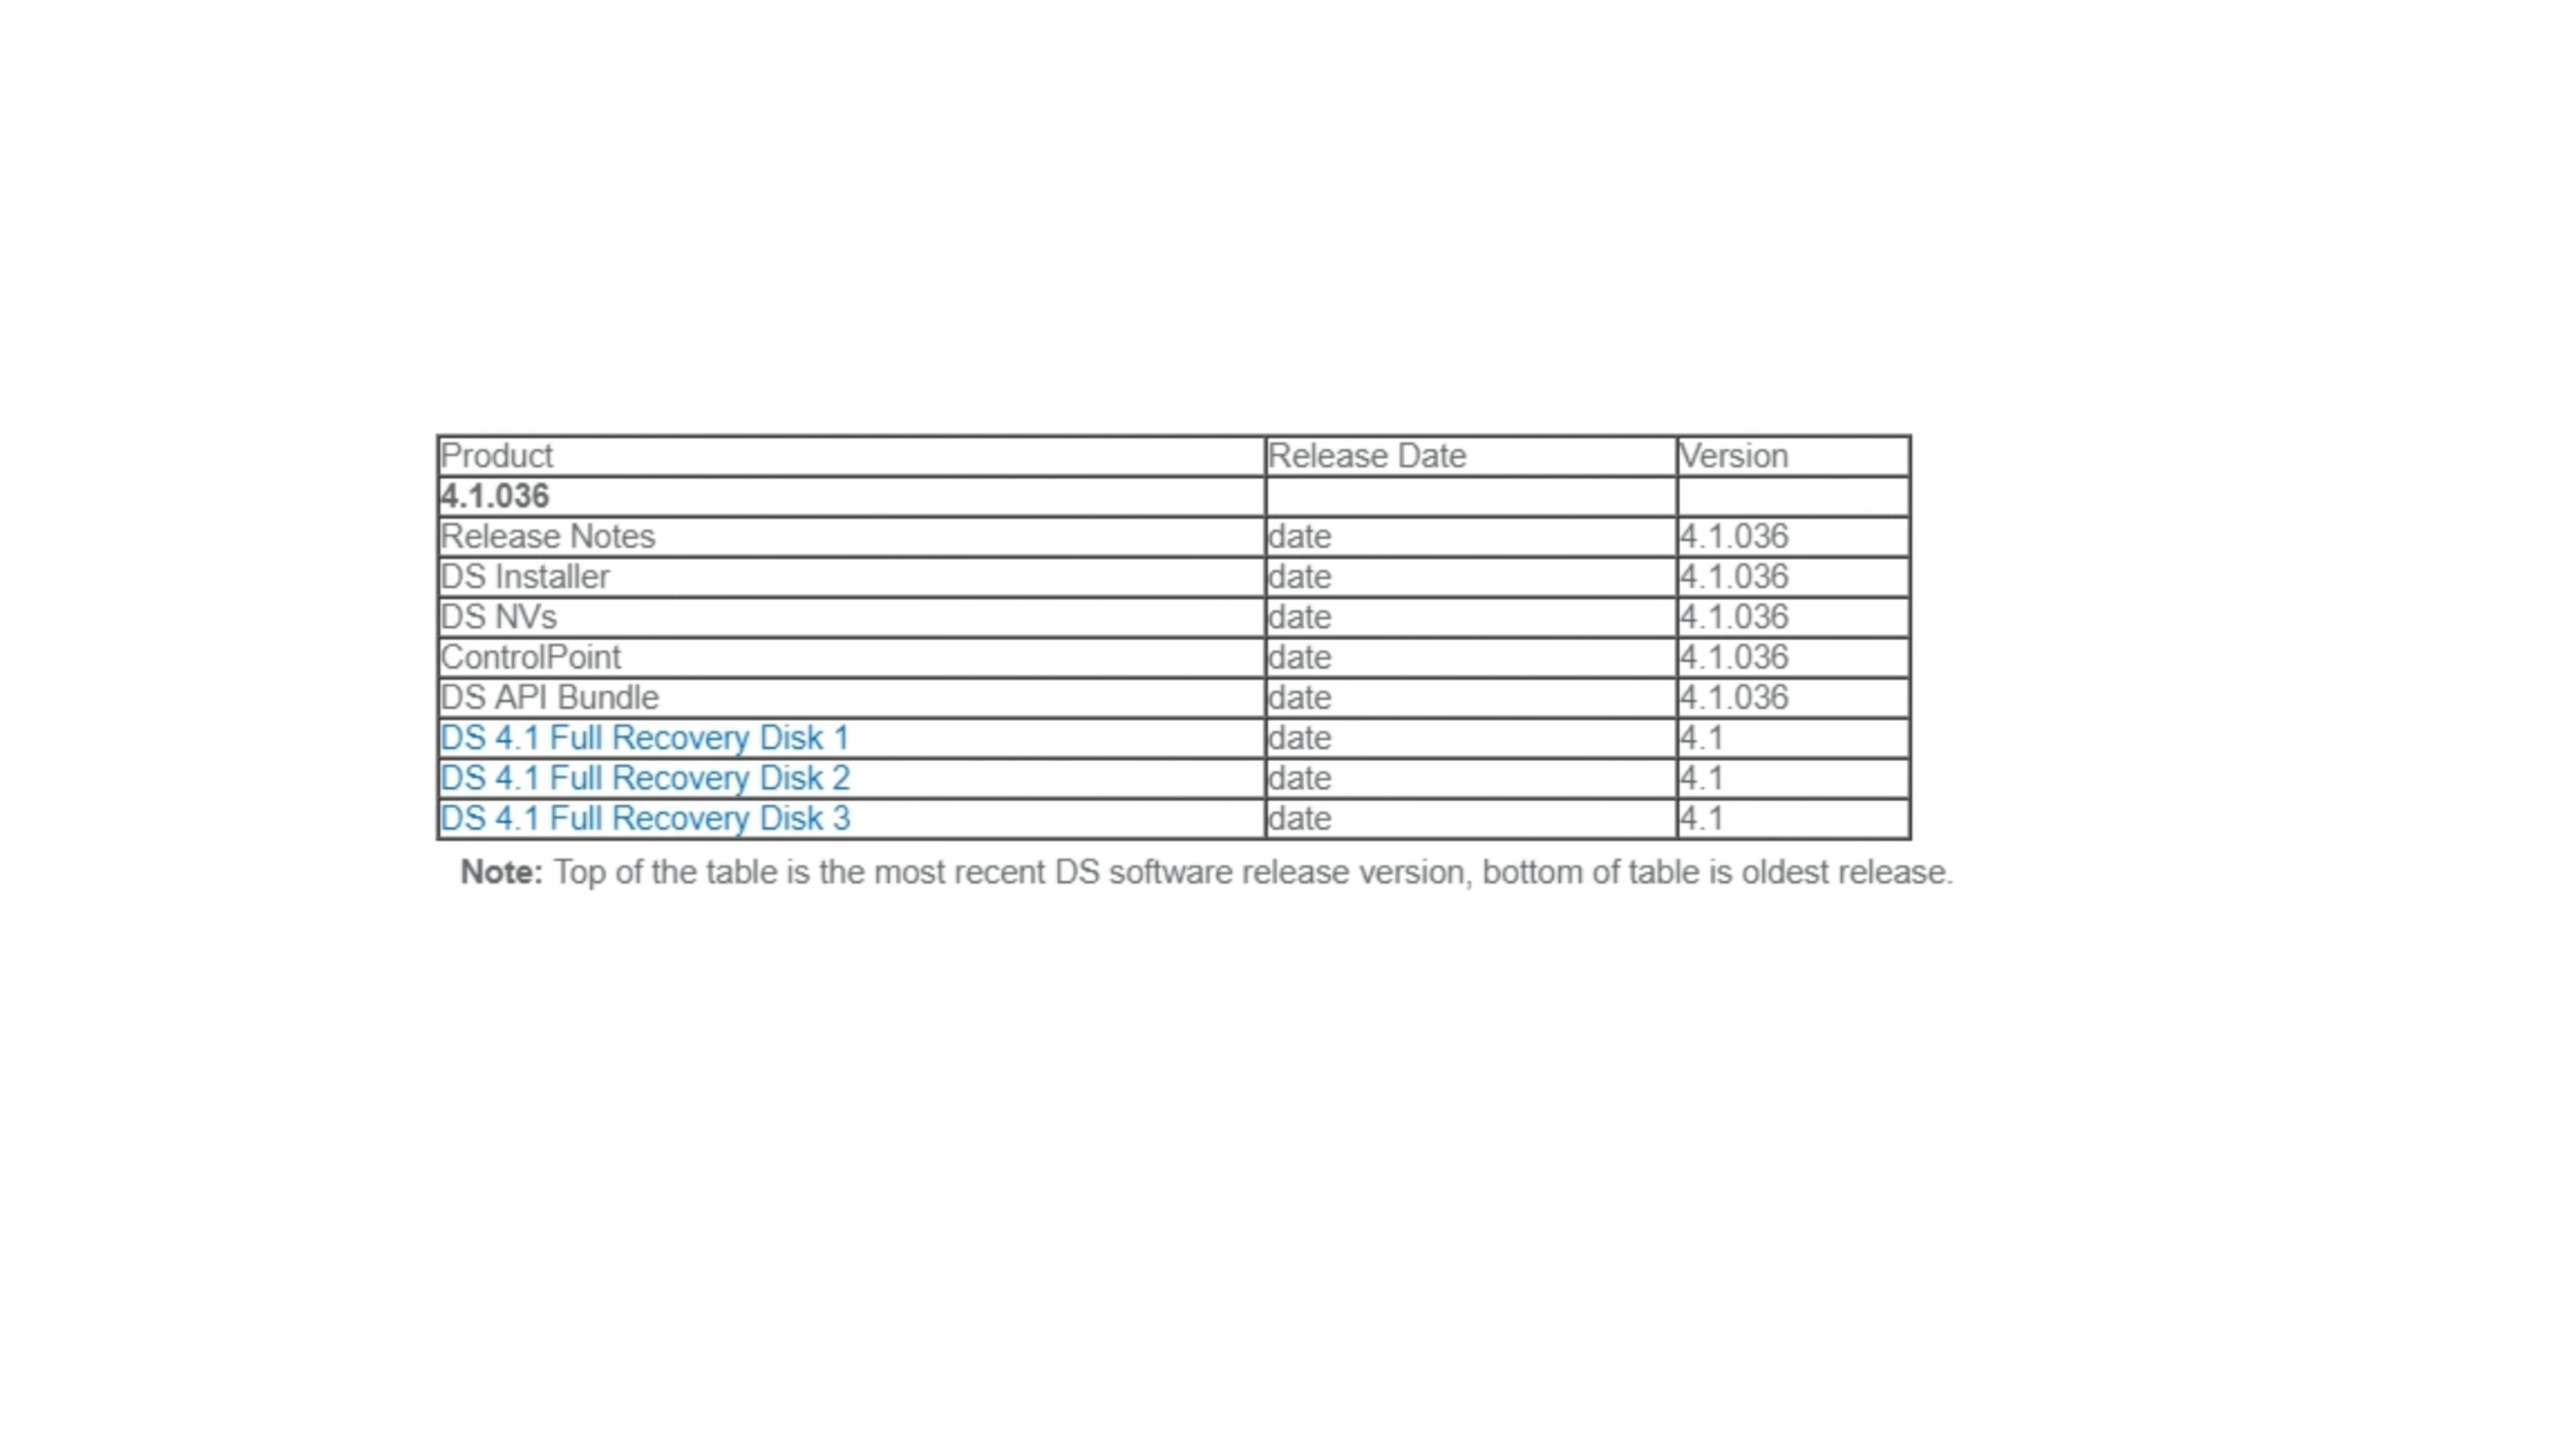 Product Release Date Version
4.1.036
Release Notes date 4.1.036
DS Installer date 4.1.036
DS NVs date 4.1.036
ControlPoint date 4.1.036
DS API Bundle date 4.1.036
DS 4.1 Full Recovery Disk 1 date 4.1
DS 4.1 Full Recovery Disk 2 date 4.1
DS 4.1 Full Recovery Disk 3 date 4.1
Note: Top of the table is the most recent DS software release version, bottom of table is oldest release.